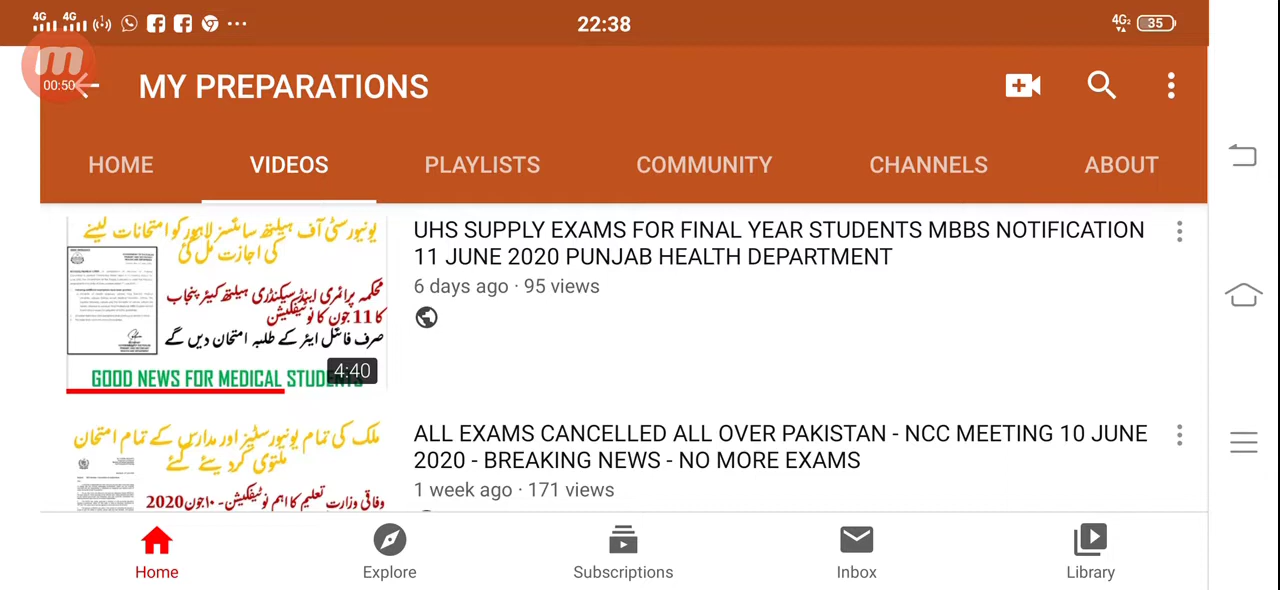 4G 4G 22:38 4G2 35
m
00:50
MY PREPARATIONS
HOME VIDEOS PLAYLISTS COMMUNITY CHANNELS ABOUT
یونیورسٹی آف ہیلتھ سائنسز لاہور کو امتحانات لینے
کی اجازت مل گئی
محکمہ پرائمری اینڈ سیکنڈری ہیلتھ کیئر پنجاب
کا 11 جون کا نوٹیفکیشن
صرف فائنل ایئر کے طلبہ امتحان دیں گے
GOOD NEWS FOR MEDICAL STUDENTS
4:40
UHS SUPPLY EXAMS FOR FINAL YEAR STUDENTS MBBS NOTIFICATION
11 JUNE 2020 PUNJAB HEALTH DEPARTMENT
6 days ago · 95 views
ملک کی تمام یونیورسٹیز اور مدارس کے تمام امتحان
ملتوی کر دیئے گئے
وفاقی وزارت تعلیم کا اہم نوٹیفکیشن - ۱۰ جون 2020
ALL EXAMS CANCELLED ALL OVER PAKISTAN - NCC MEETING 10 JUNE
2020 - BREAKING NEWS - NO MORE EXAMS
1 week ago · 171 views
Home Explore Subscriptions Inbox Library